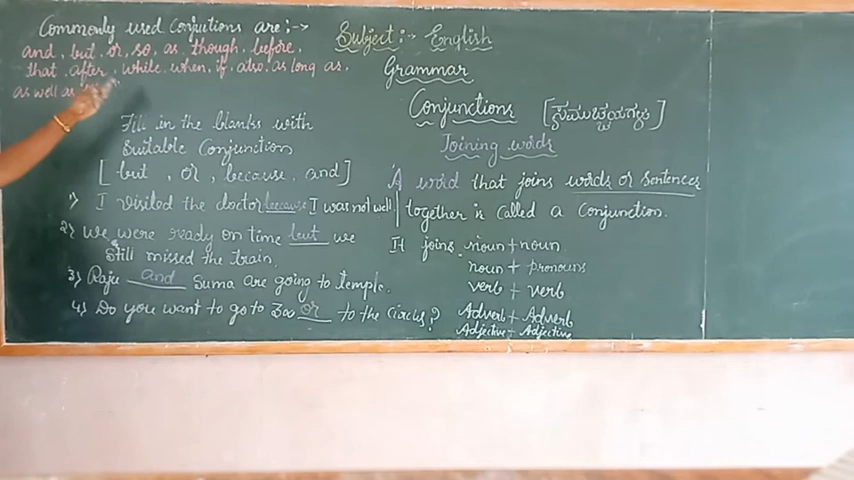 Commonly used Conjuctions are :->
and, but, or, so, as, though, before,
that, after, while, when, if, also, as long as,
as well as
Fill in the blanks with
Suitable Conjunction
[ but , or , because , and ]
1) I visited the doctor because I was not well
2) We were ready on time but we
still missed the train.
3) Raju and Suma are going to temple.
4) Do you want to go to Zoo or to the Circus?
Subject :- English
Grammar
Conjunctions
Joining words
A word that joins words or sentences
together is called a Conjunction.
It joins noun + noun
noun + pronouns
verb + verb
Adverb + Adverb
Adjective + Adjective